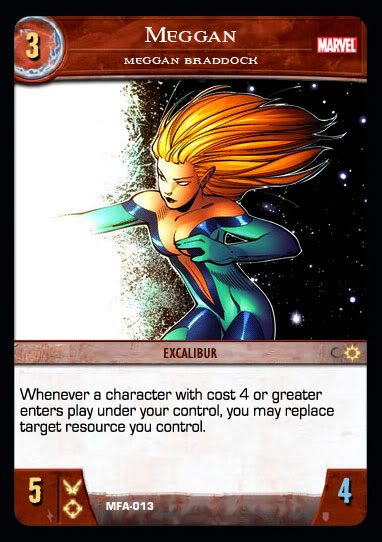 3
Meggan
MARVEL
MEGGAN BRADDOCK
EXCALIBUR
Whenever a character with cost 4 or greater
enters play under your control, you may replace
target resource you control.
5
MFA-013
4